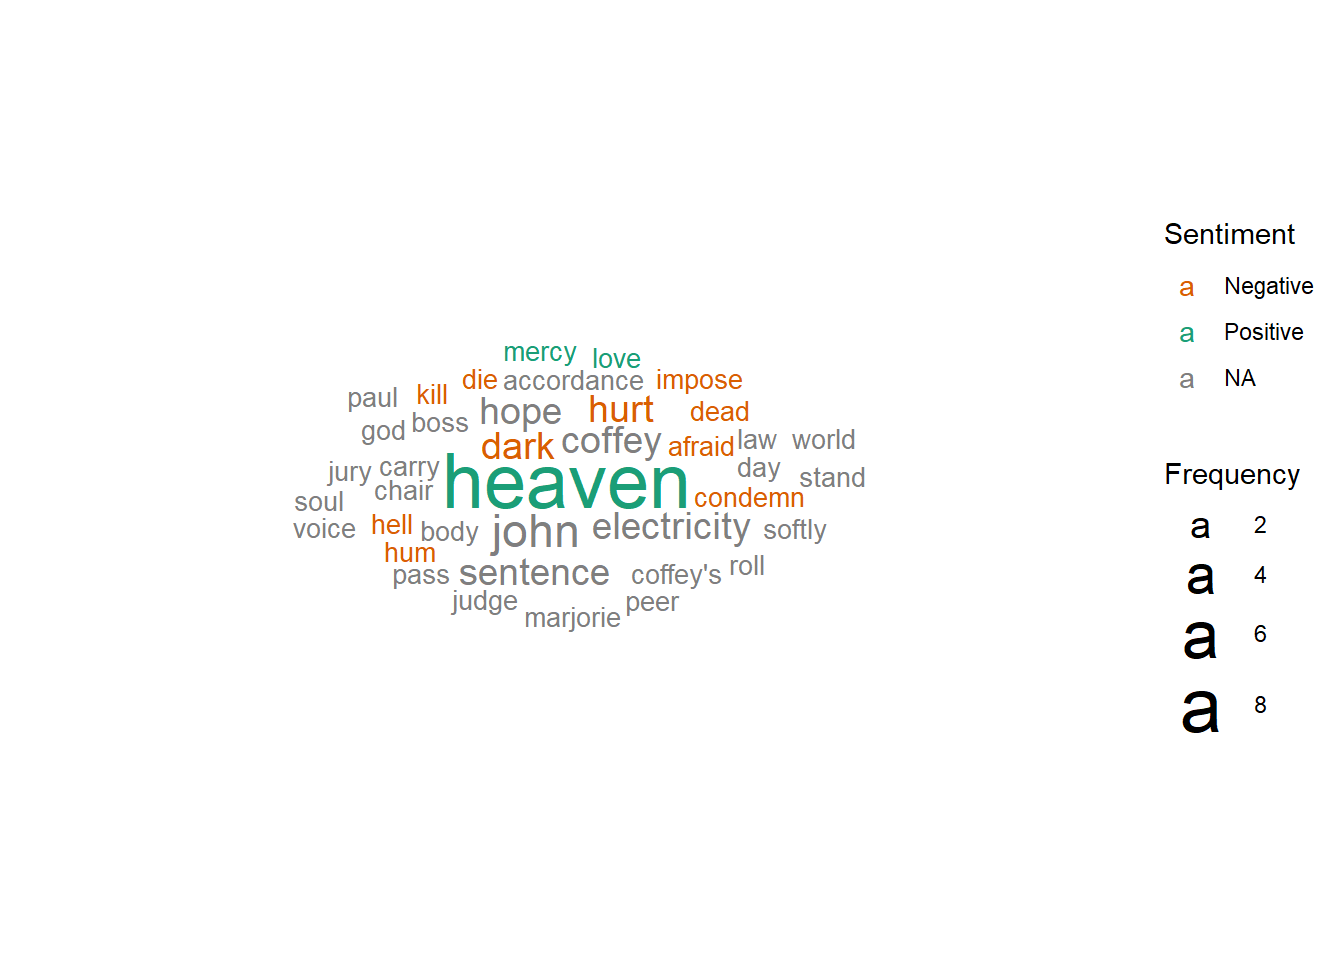 mercy love
die accordance impose
paul kill
hope hurt dead
god boss
dark coffey afraid law world
jury carry heaven day stand
soul chair condemn
voice hell body john electricity softly
hum
pass sentence coffey's roll
judge marjorie peer
Sentiment
a Negative
a Positive
a NA
Frequency
a 2
a 4
a 6
a 8